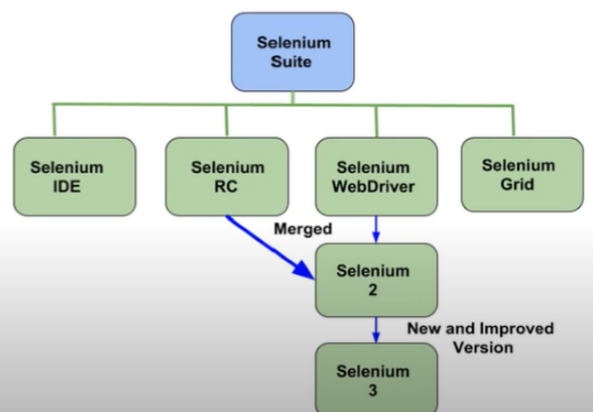 Selenium
Suite
Selenium
IDE
Selenium
RC
Selenium
WebDriver
Selenium
Grid
Merged
Selenium
2
New and Improved
Version
Selenium
3